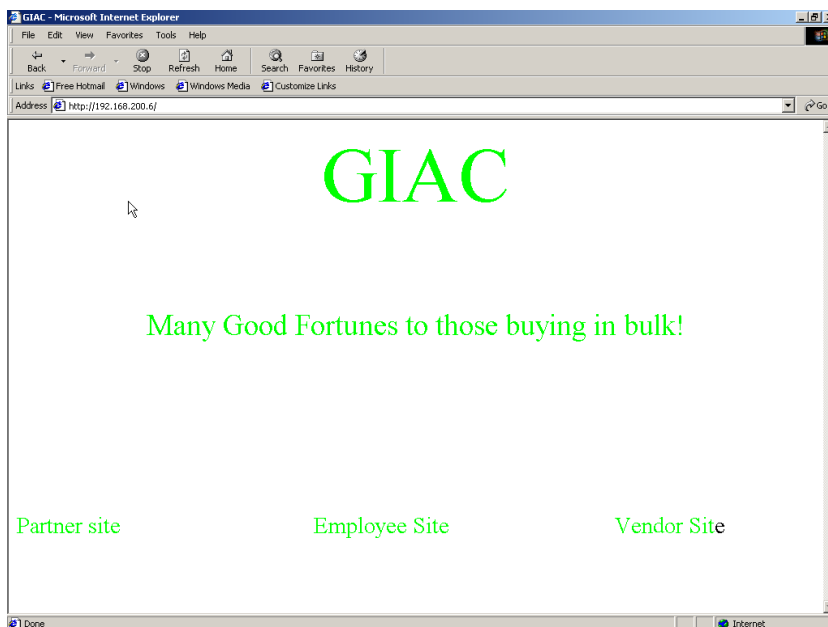 GIAC - Microsoft Internet Explorer
File Edit View Favorites Tools Help
Back Forward Stop Refresh Home Search Favorites History
Links Free Hotmail Windows Windows Media Customize Links
Address http://192.168.200.6/ Go
GIAC
Many Good Fortunes to those buying in bulk!
Partner site Employee Site Vendor Site
Done Internet